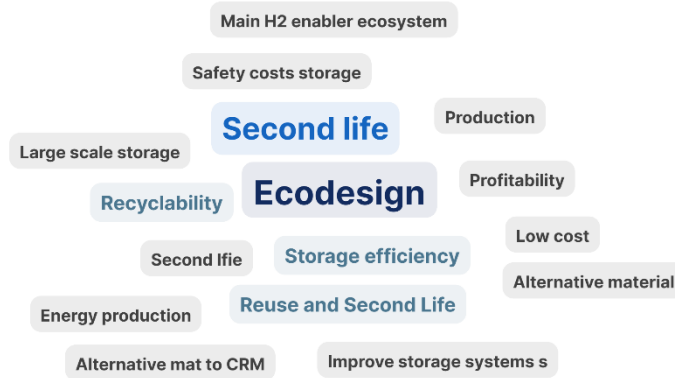 Main H2 enabler ecosystem
Safety costs storage
Second life
Production
Large scale storage
Ecodesign
Profitability
Recyclability
Low cost
Second lfie
Storage efficiency
Alternative material
Energy production
Reuse and Second Life
Alternative mat to CRM
Improve storage systems s